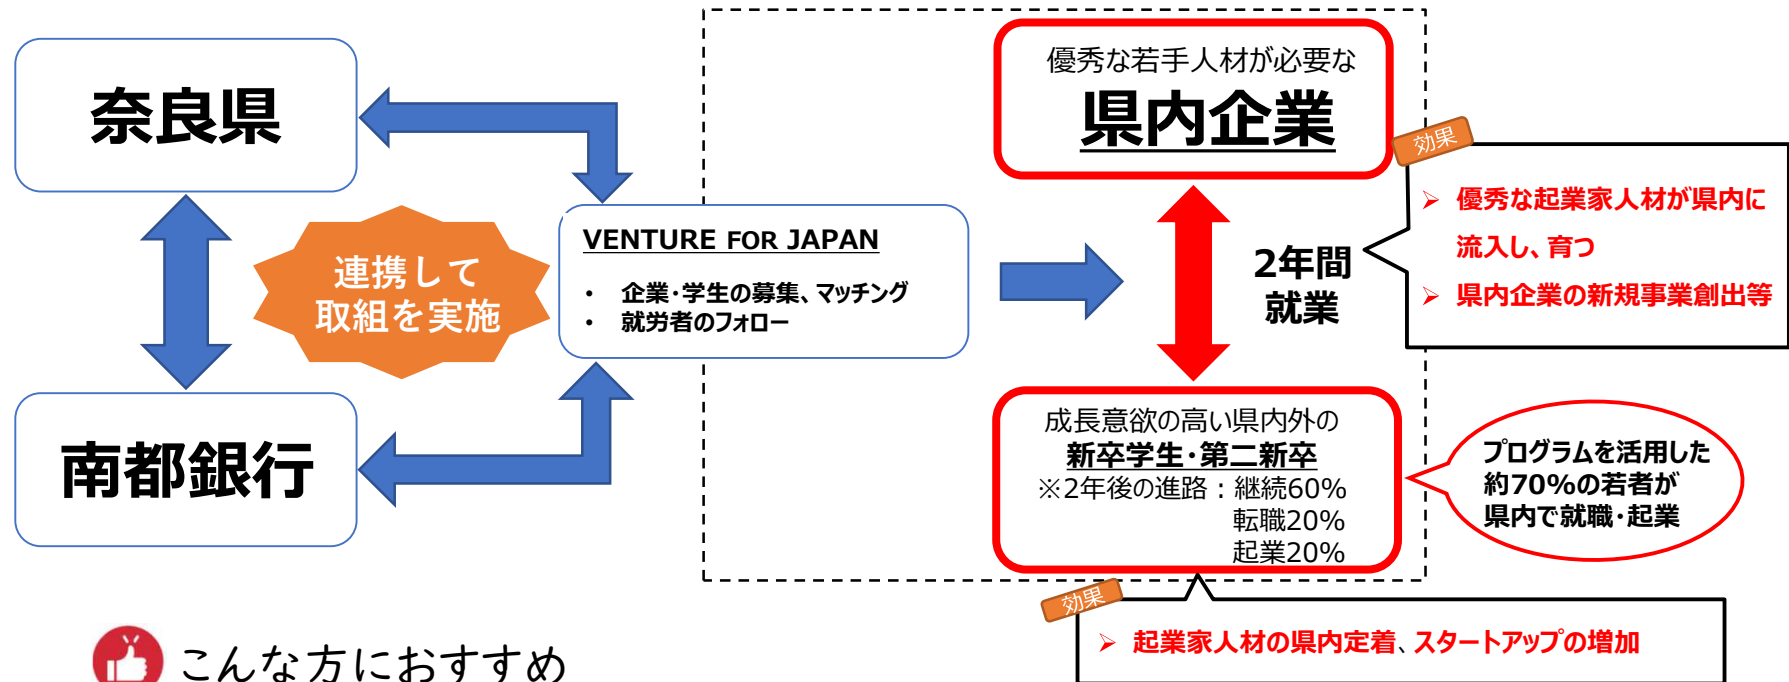 奈良県
南都銀行
連携して
取組を実施
VENTURE FOR JAPAN
・ 企業・学生の募集、マッチング
・ 就労者のフォロー
優秀な若手人材が必要な
県内企業
2年間
就業
効果
➢ 優秀な起業家人材が県内に
流入し、育つ
➢ 県内企業の新規事業創出等
成長意欲の高い県内外の
新卒学生・第二新卒
※2年後の進路：継続60%
転職20%
起業20%
プログラムを活用した
約70%の若者が
県内で就職・起業
効果
➢ 起業家人材の県内定着、スタートアップの増加
こんな方におすすめ